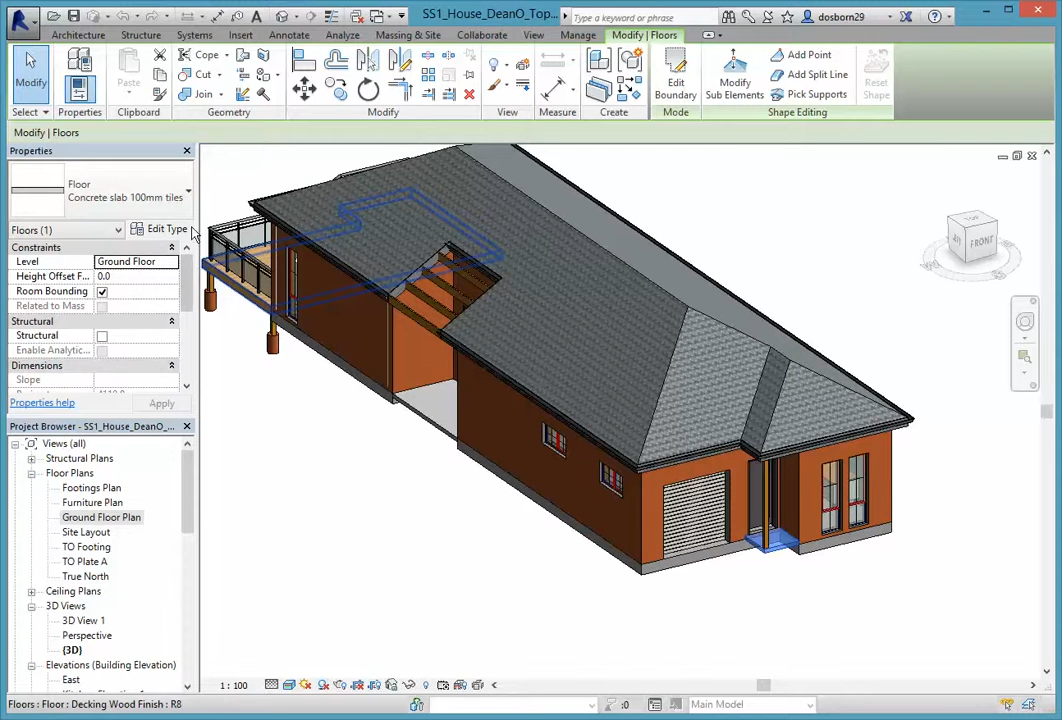 SS1_House_DeanO_Top...
Type a keyword or phrase
dosborn29
Architecture
Structure
Systems
Insert
Annotate
Analyze
Massing & Site
Collaborate
View
Manage
Modify | Floors
Modify
Paste
Cope
Cut
Join
Edit
Boundary
Modify
Sub Elements
Add Point
Add Split Line
Pick Supports
Reset
Shape
Select
Properties
Clipboard
Geometry
Modify
View
Measure
Create
Mode
Shape Editing
Modify | Floors
Properties
Floor
Concrete slab 100mm tiles
Floors (1)
Edit Type
Constraints
Level
Ground Floor
Height Offset F...
0.0
Room Bounding
Related to Mass
Structural
Structural
Enable Analytic...
Dimensions
Slope
Properties help
Apply
Project Browser - SS1_House_DeanO_...
Views (all)
Structural Plans
Floor Plans
Footings Plan
Furniture Plan
Ground Floor Plan
Site Layout
TO Footing
TO Plate A
True North
Ceiling Plans
3D Views
3D View 1
Perspective
{3D}
Elevations (Building Elevation)
East
TOP
FRONT
1 : 100
Floors : Floor : Decking Wood Finish : R8
:0
Main Model